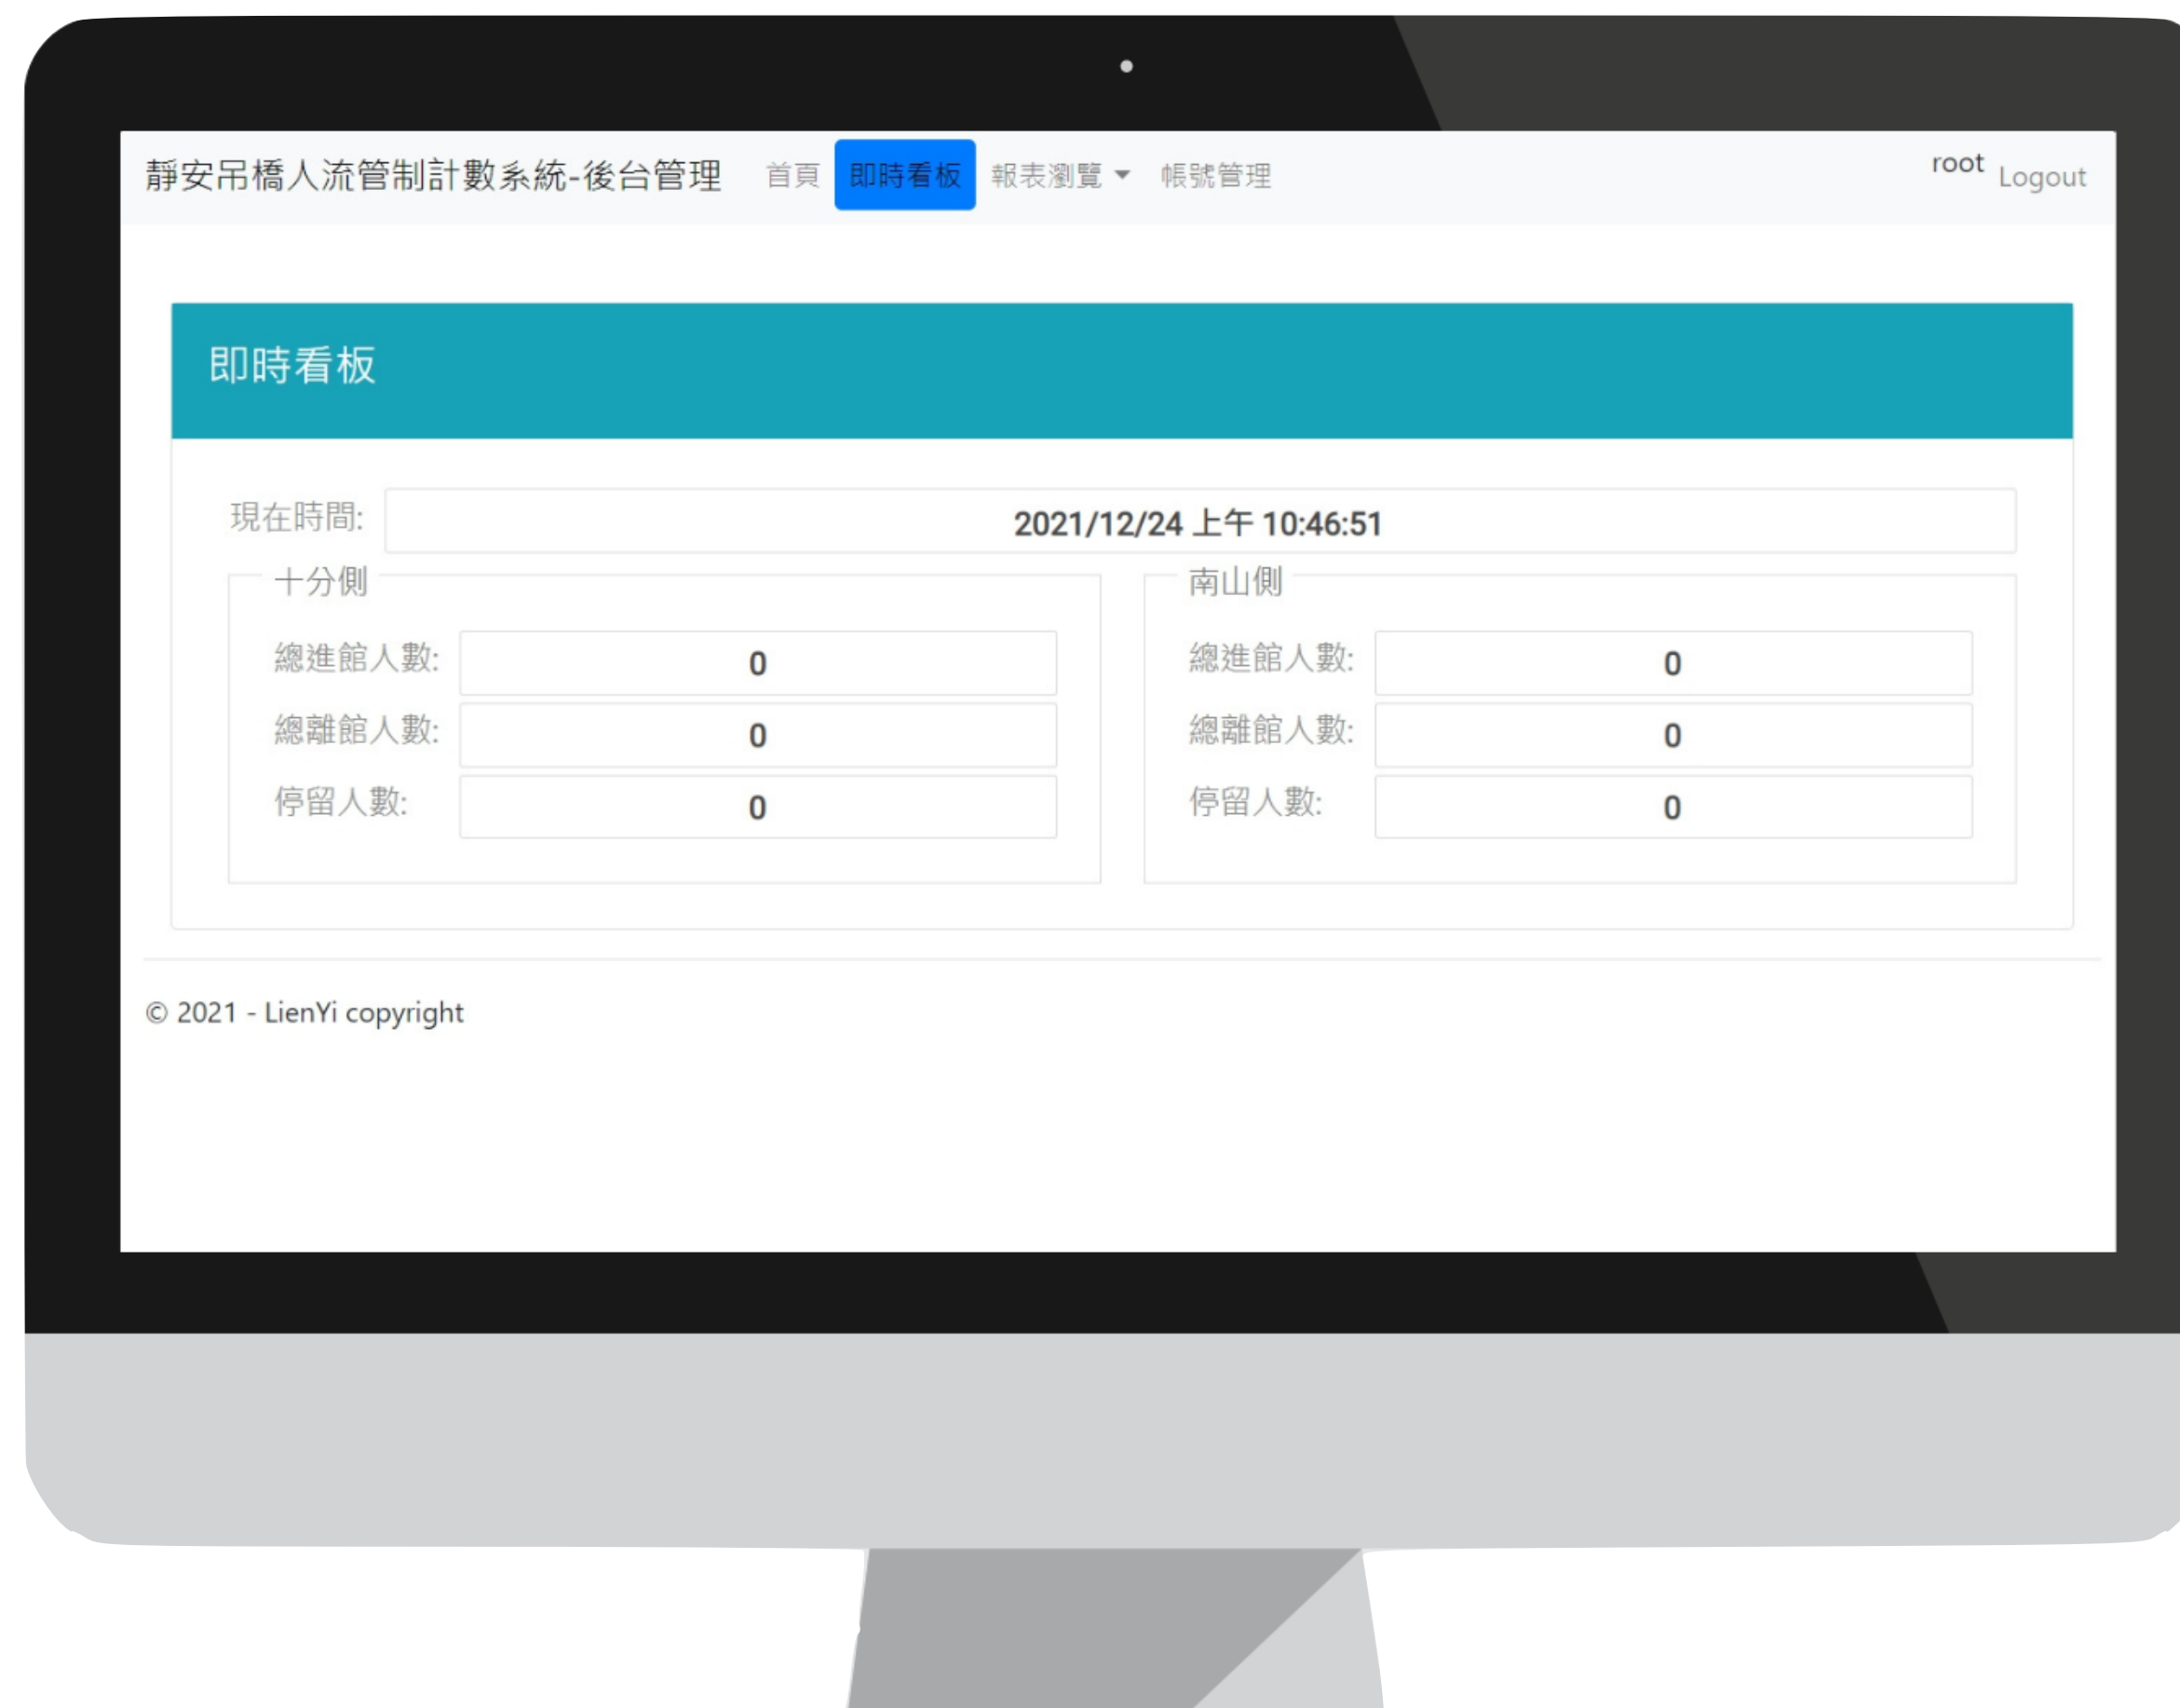 靜安吊橋人流管制計數系統-後台管理 首頁 即時看板 報表瀏覽 帳號管理 root Logout
即時看板
現在時間: 2021/12/24 上午 10:46:51
十分側
總進館人數: 0
總離館人數: 0
停留人數: 0
南山側
總進館人數: 0
總離館人數: 0
停留人數: 0
© 2021 - LienYi copyright